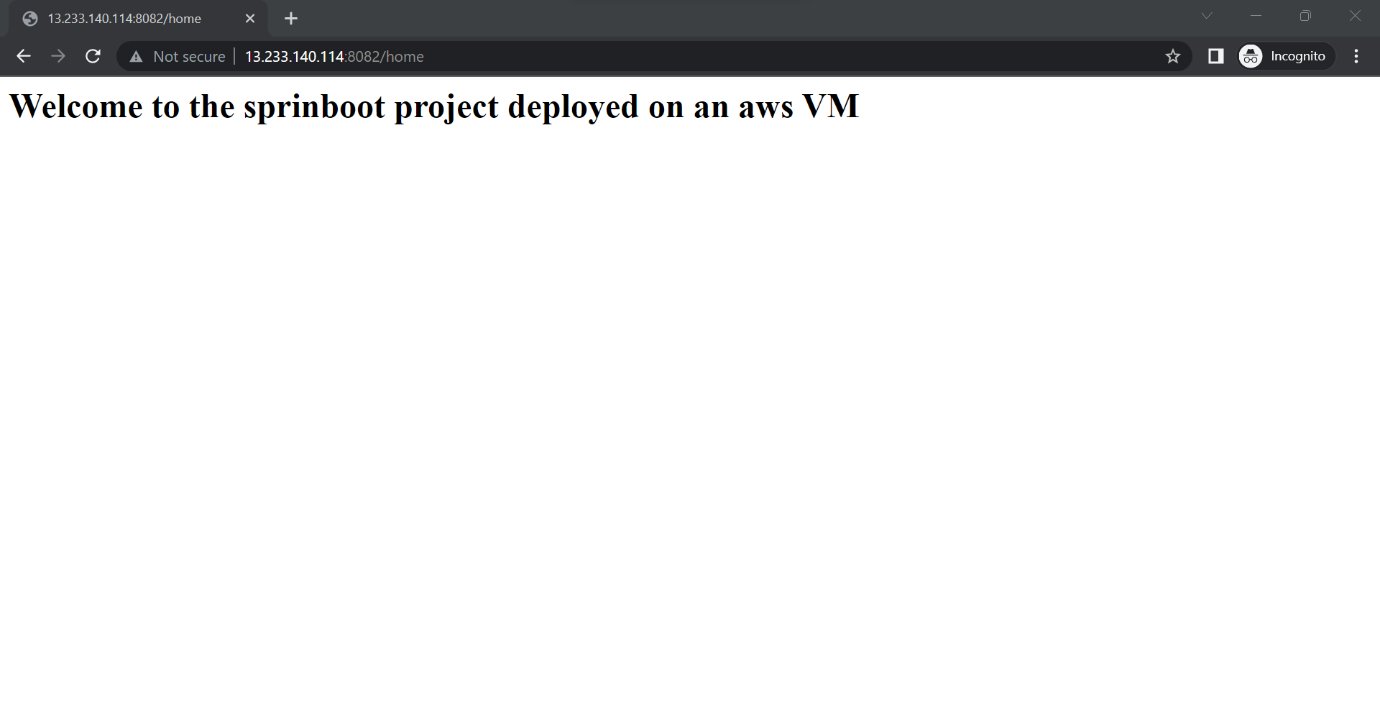 13.233.140.114:8082/home
Not secure 13.233.140.114:8082/home Incognito
Welcome to the sprinboot project deployed on an aws VM